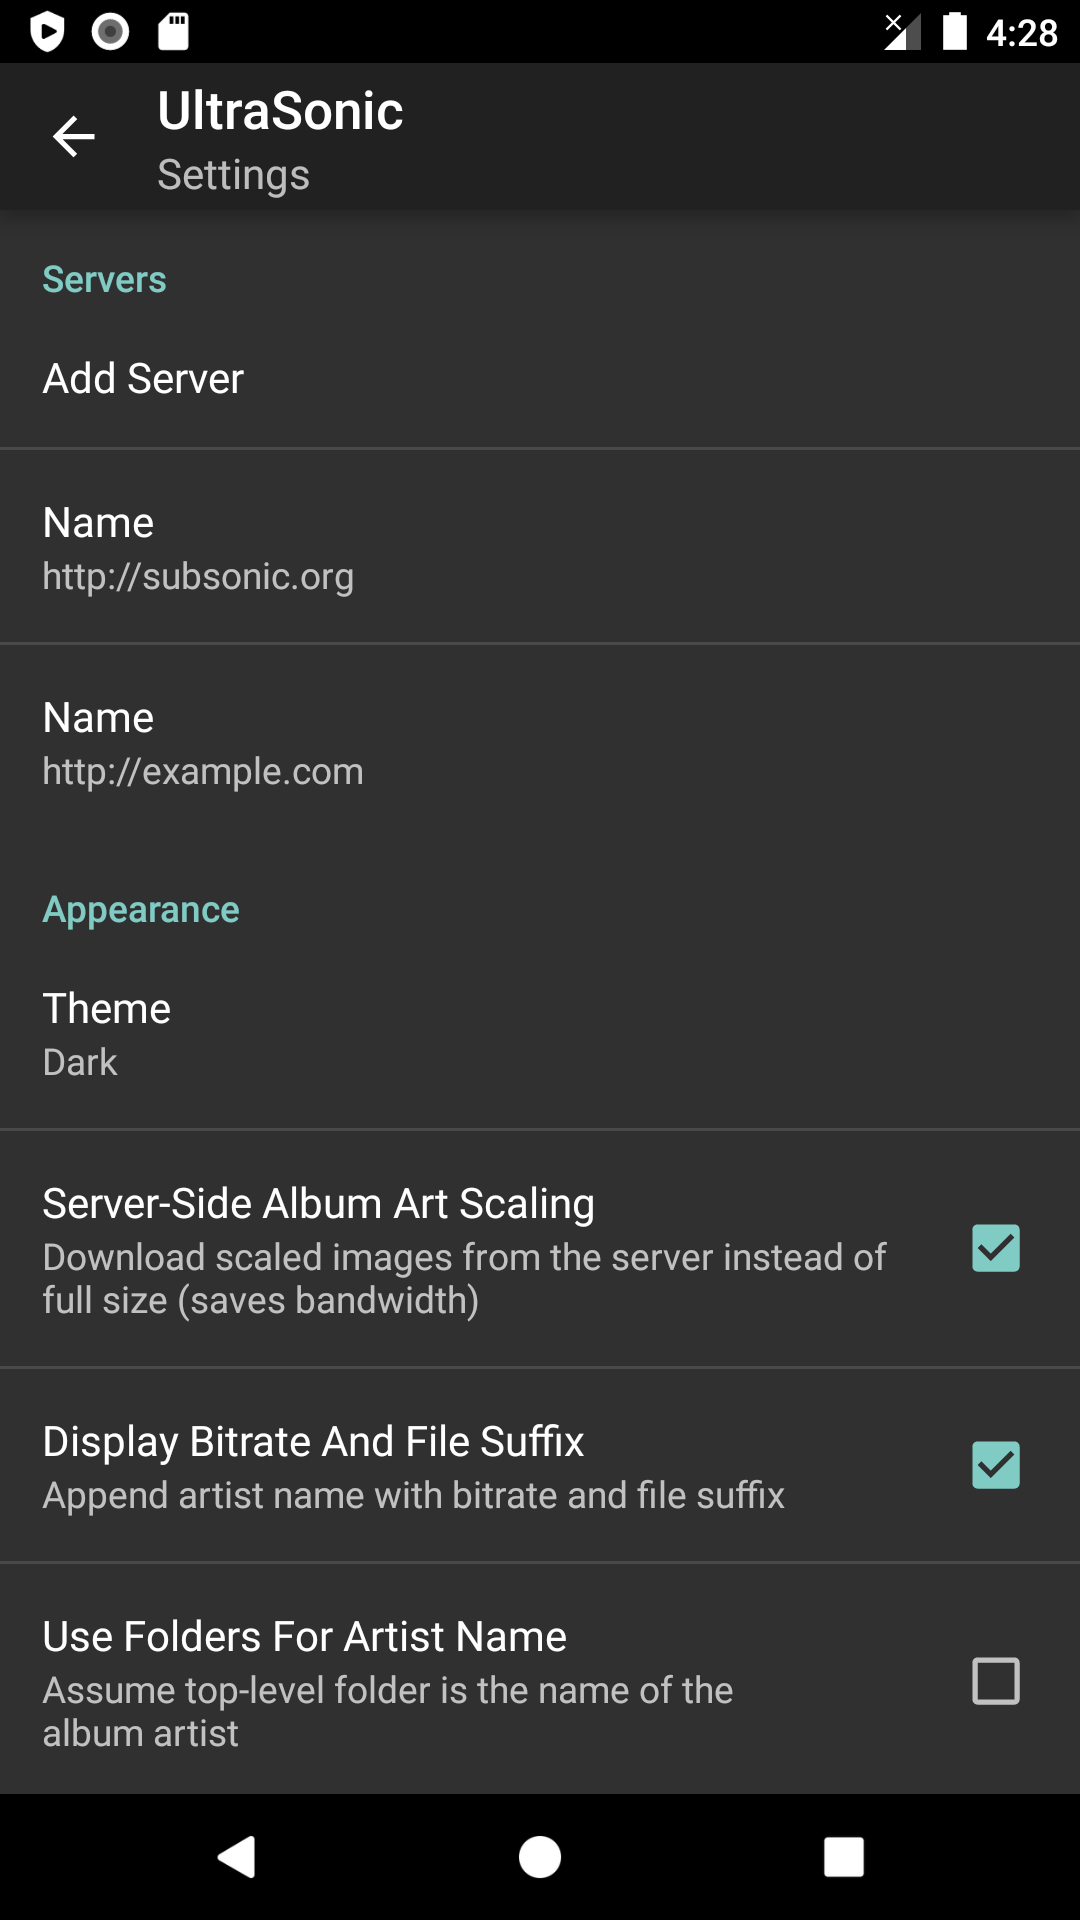 4:28
UltraSonic
Settings
Servers
Add Server
Name
http://subsonic.org
Name
http://example.com
Appearance
Theme
Dark
Server-Side Album Art Scaling
Download scaled images from the server instead of
full size (saves bandwidth)
Display Bitrate And File Suffix
Append artist name with bitrate and file suffix
Use Folders For Artist Name
Assume top-level folder is the name of the
album artist